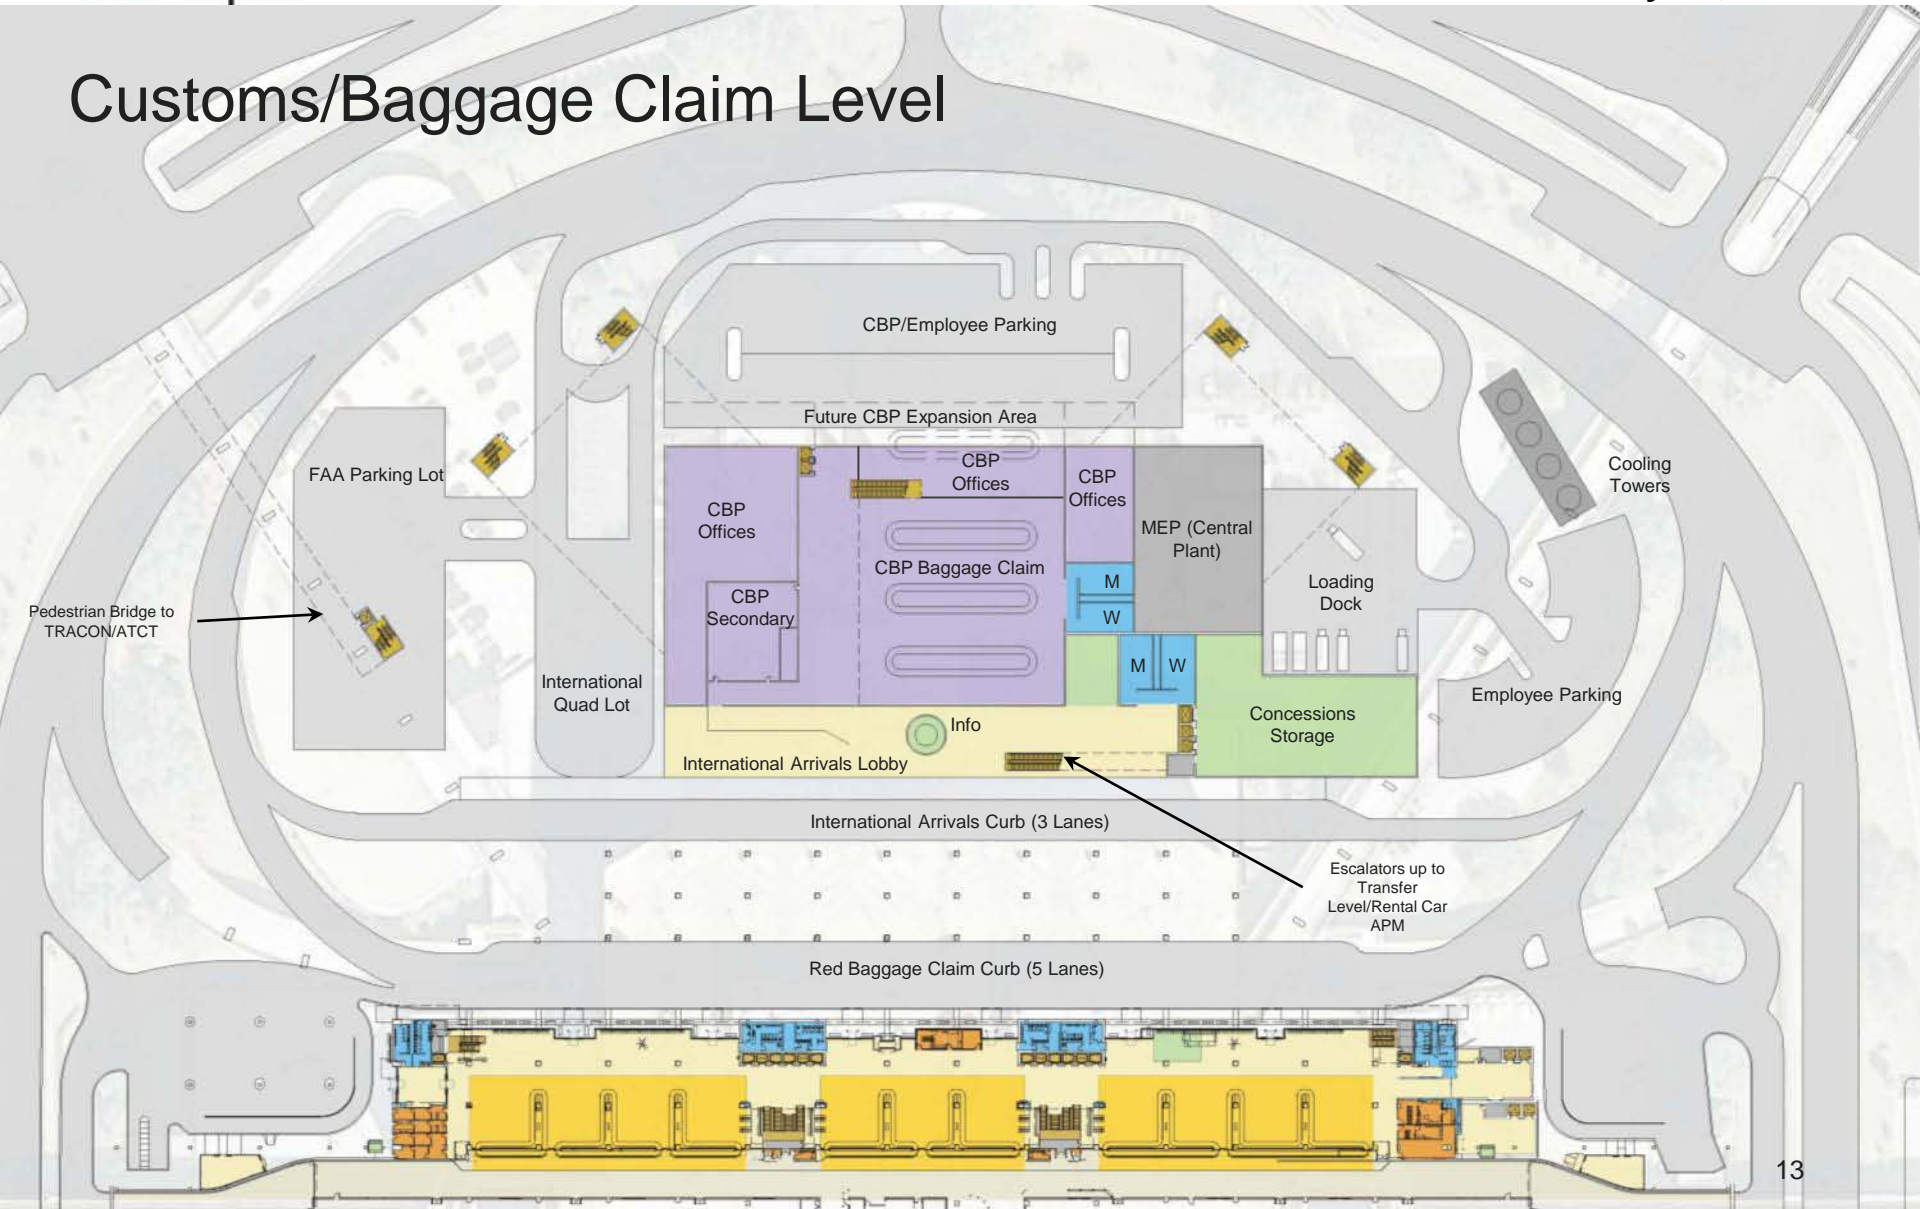 Customs/Baggage Claim Level
CBP/Employee Parking
Future CBP Expansion Area
FAA Parking Lot
CBP
Offices
CBP
Offices
CBP
Offices
MEP (Central
Plant)
Cooling
Towers
CBP Baggage Claim
M
W
CBP
Secondary
Loading
Dock
Pedestrian Bridge to
TRACON/ATCT
M
W
International
Quad Lot
Employee Parking
Info
Concessions
Storage
International Arrivals Lobby
International Arrivals Curb (3 Lanes)
Escalators up to
Transfer
Level/Rental Car
APM
Red Baggage Claim Curb (5 Lanes)
13